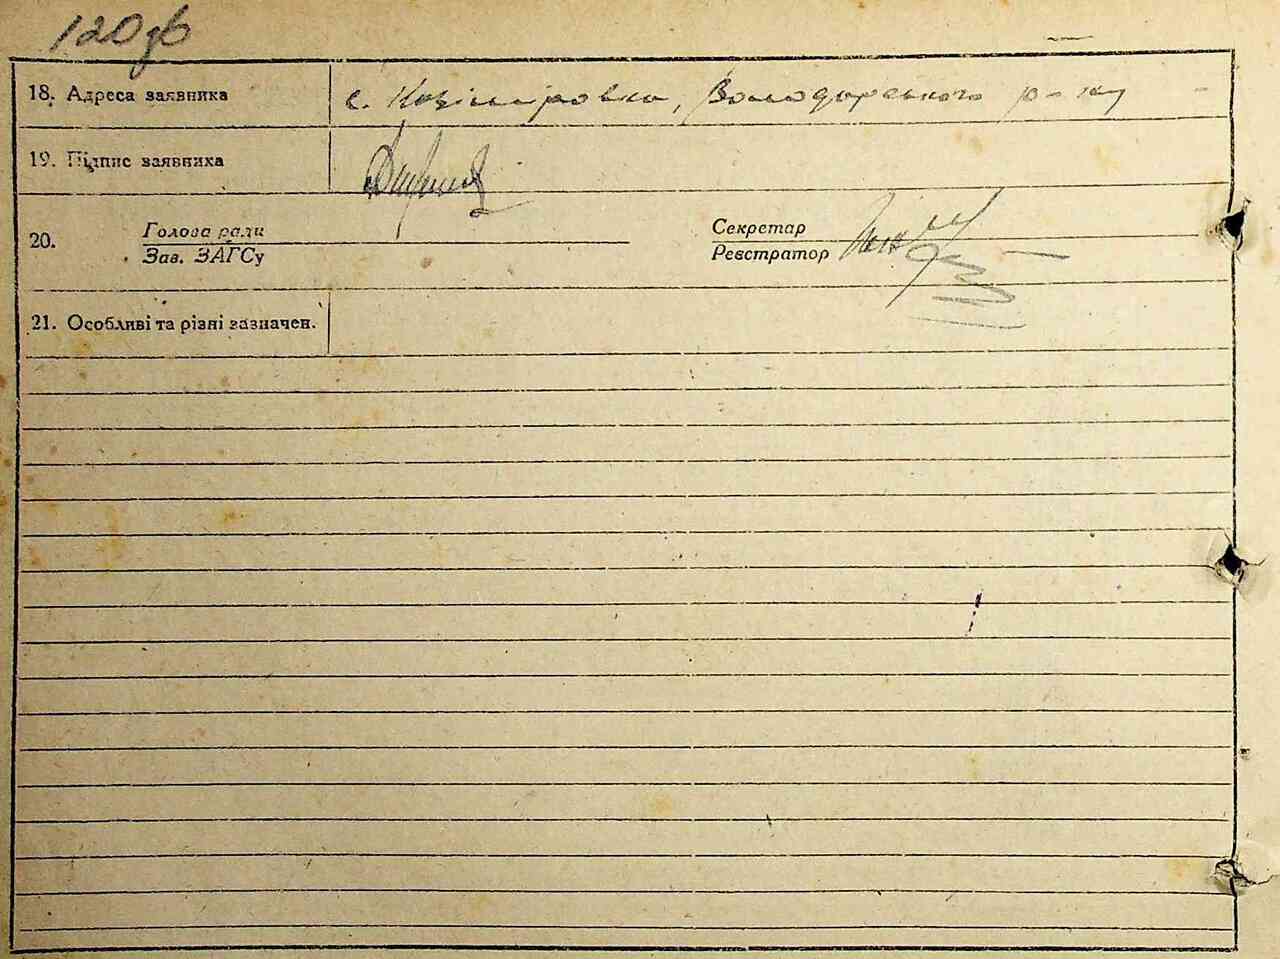 120зв
18. Адреса заявника с. Казіміровка, Володарського р-ну
19. Підпис заявника
20. Голова ради Секретар
Зав. ЗАГСу Реєстратор
21. Особливі та різні зазначен.